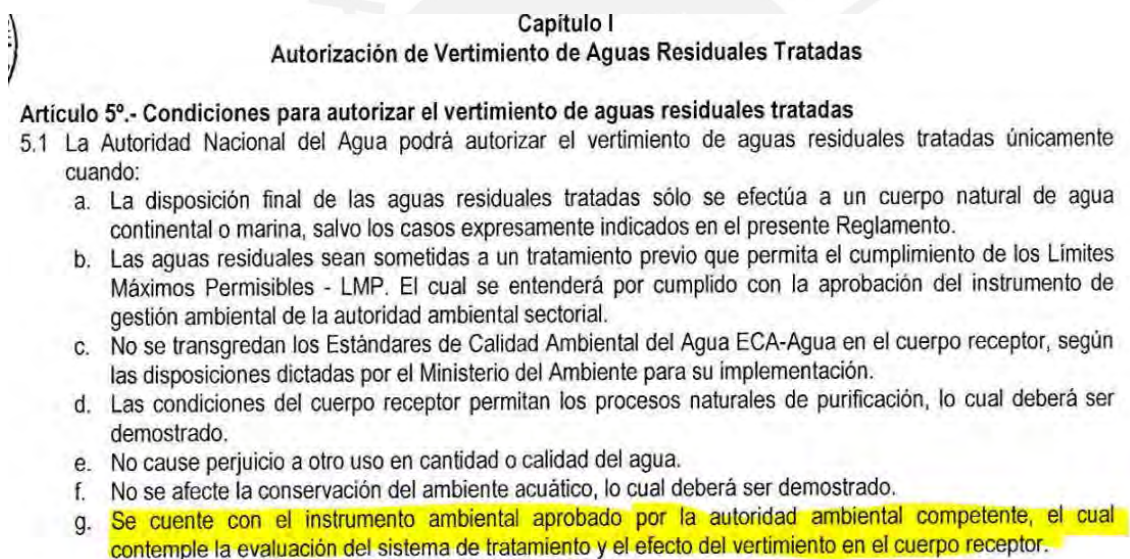 Capítulo I
Autorización de Vertimiento de Aguas Residuales Tratadas
Artículo 5º.- Condiciones para autorizar el vertimiento de aguas residuales tratadas
5.1 La Autoridad Nacional del Agua podrá autorizar el vertimiento de aguas residuales tratadas únicamente
cuando:
a. La disposición final de las aguas residuales tratadas sólo se efectúa a un cuerpo natural de agua
continental o marina, salvo los casos expresamente indicados en el presente Reglamento.
b. Las aguas residuales sean sometidas a un tratamiento previo que permita el cumplimiento de los Límites
Máximos Permisibles - LMP. El cual se entenderá por cumplido con la aprobación del instrumento de
gestión ambiental de la autoridad ambiental sectorial.
c. No se transgredan los Estándares de Calidad Ambiental del Agua ECA-Agua en el cuerpo receptor, según
las disposiciones dictadas por el Ministerio del Ambiente para su implementación.
d. Las condiciones del cuerpo receptor permitan los procesos naturales de purificación, lo cual deberá ser
demostrado.
e. No cause perjuicio a otro uso en cantidad o calidad del agua.
f. No se afecte la conservación del ambiente acuático, lo cual deberá ser demostrado.
g. Se cuente con el instrumento ambiental aprobado por la autoridad ambiental competente, el cual
contemple la evaluación del sistema de tratamiento y el efecto del vertimiento en el cuerpo receptor.